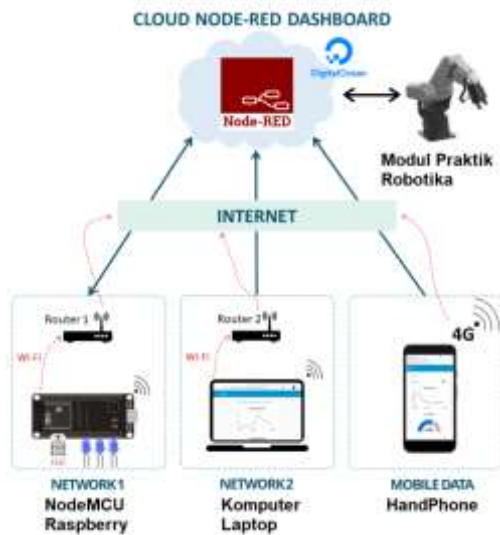 CLOUD NODE-RED DASHBOARD
DigitalOcean
Node-RED
Modul Praktik
Robotika
INTERNET
Router 1
Wi-Fi
Router 2
Wi-Fi
4G
NETWORK1
NodeMCU
Raspberry
NETWORK2
Komputer
Laptop
MOBILE DATA
HandPhone